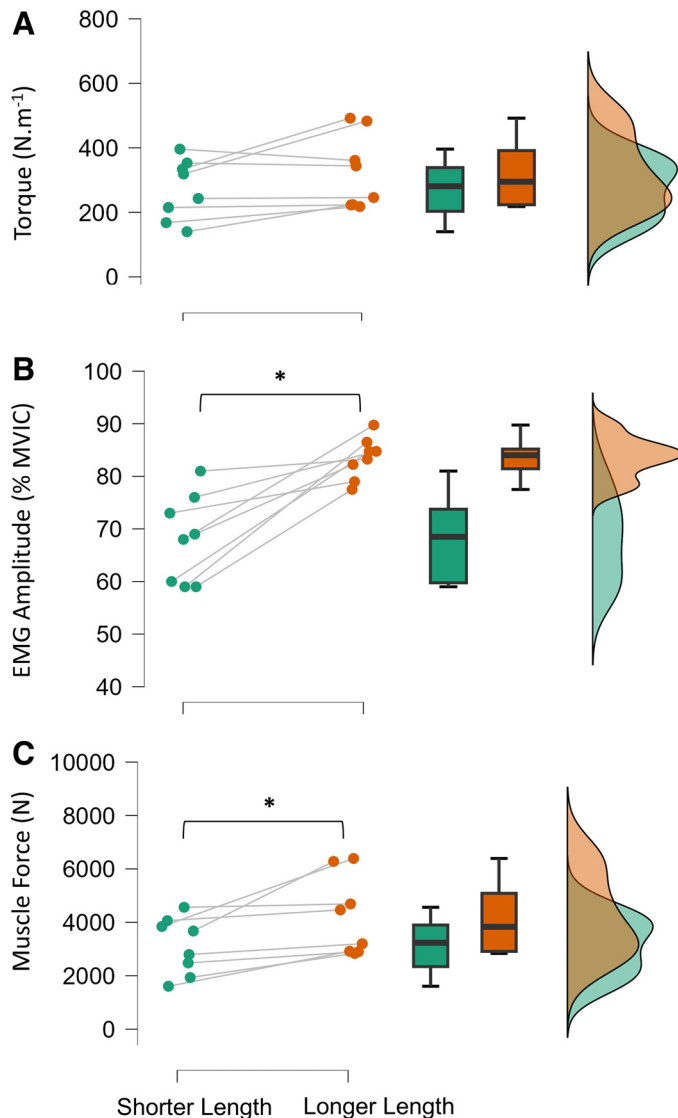 A
Torque (N.m-1)
800
600
400
200
0
B
EMG Amplitude (% MVIC)
100
90
80
70
60
50
40
*
C
Muscle Force (N)
10000
8000
6000
4000
2000
0
*
Shorter Length
Longer Length